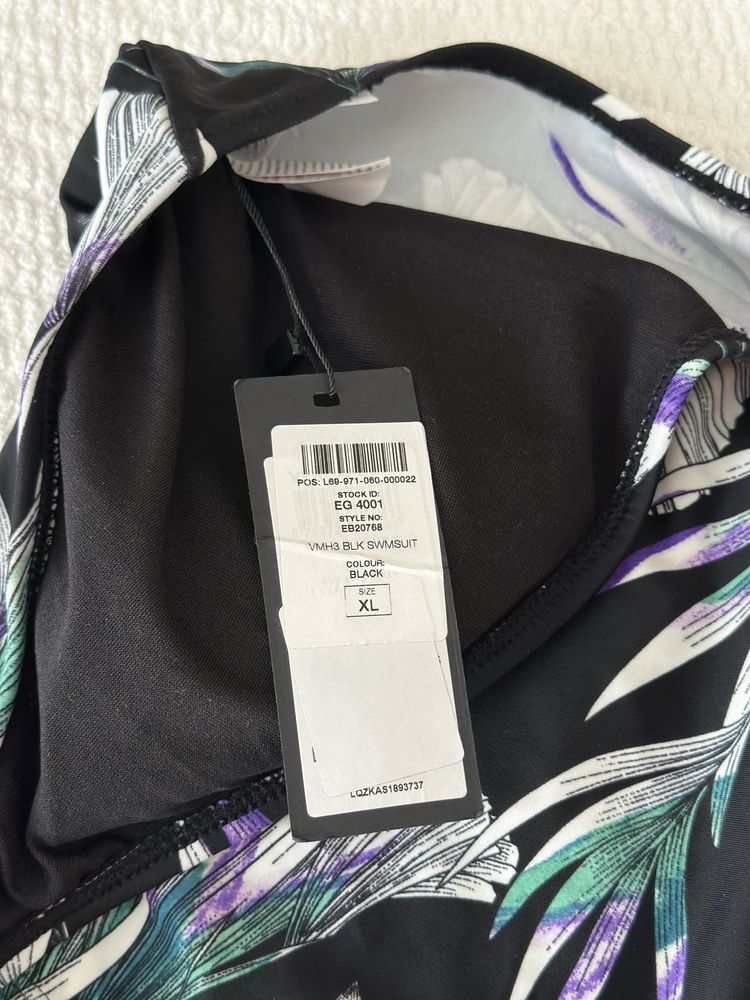 POS: L69-971-060-000022
STOCK ID:
EG 4001
STYLE NO:
EB20768
VMH3 BLK SWMSUIT
COLOUR:
BLACK
SIZE
XL
LQZKAS1893737